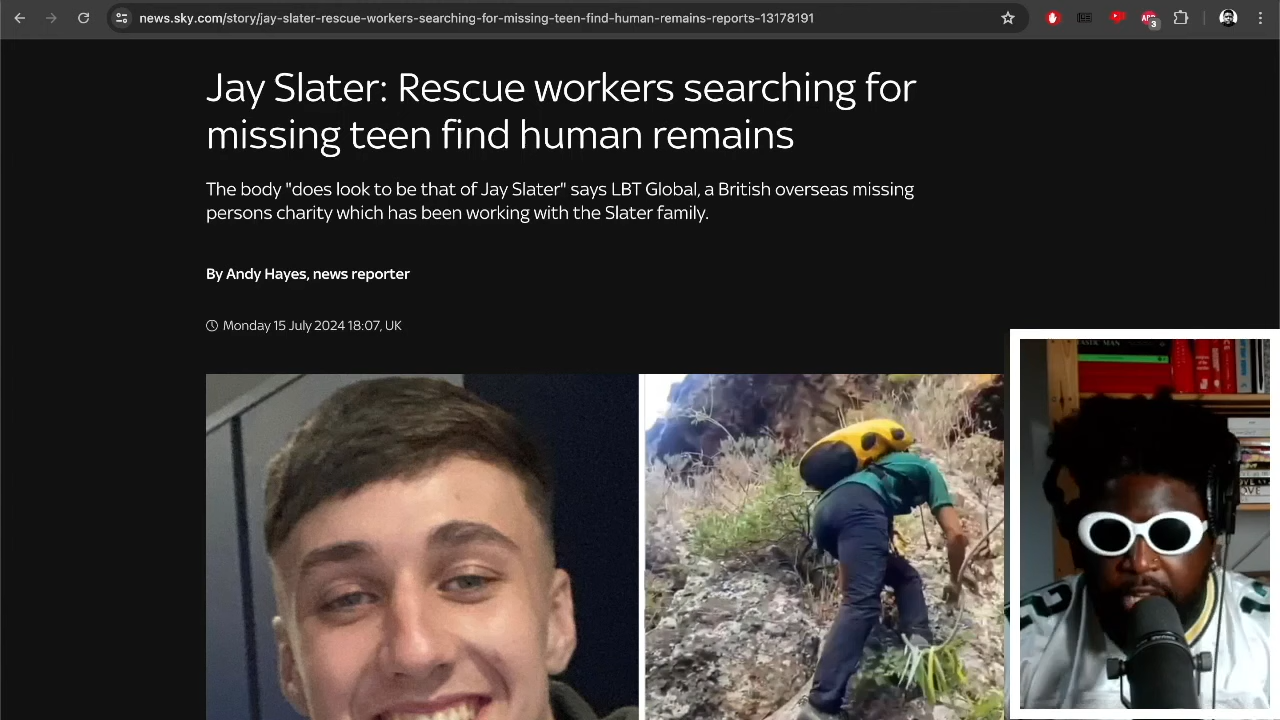 news.sky.com/story/jay-slater-rescue-workers-searching-for-missing-teen-find-human-remains-reports-13178191
3
Jay Slater: Rescue workers searching for
missing teen find human remains
The body "does look to be that of Jay Slater" says LBT Global, a British overseas missing
persons charity which has been working with the Slater family.
By Andy Hayes, news reporter
Monday 15 July 2024 18:07, UK